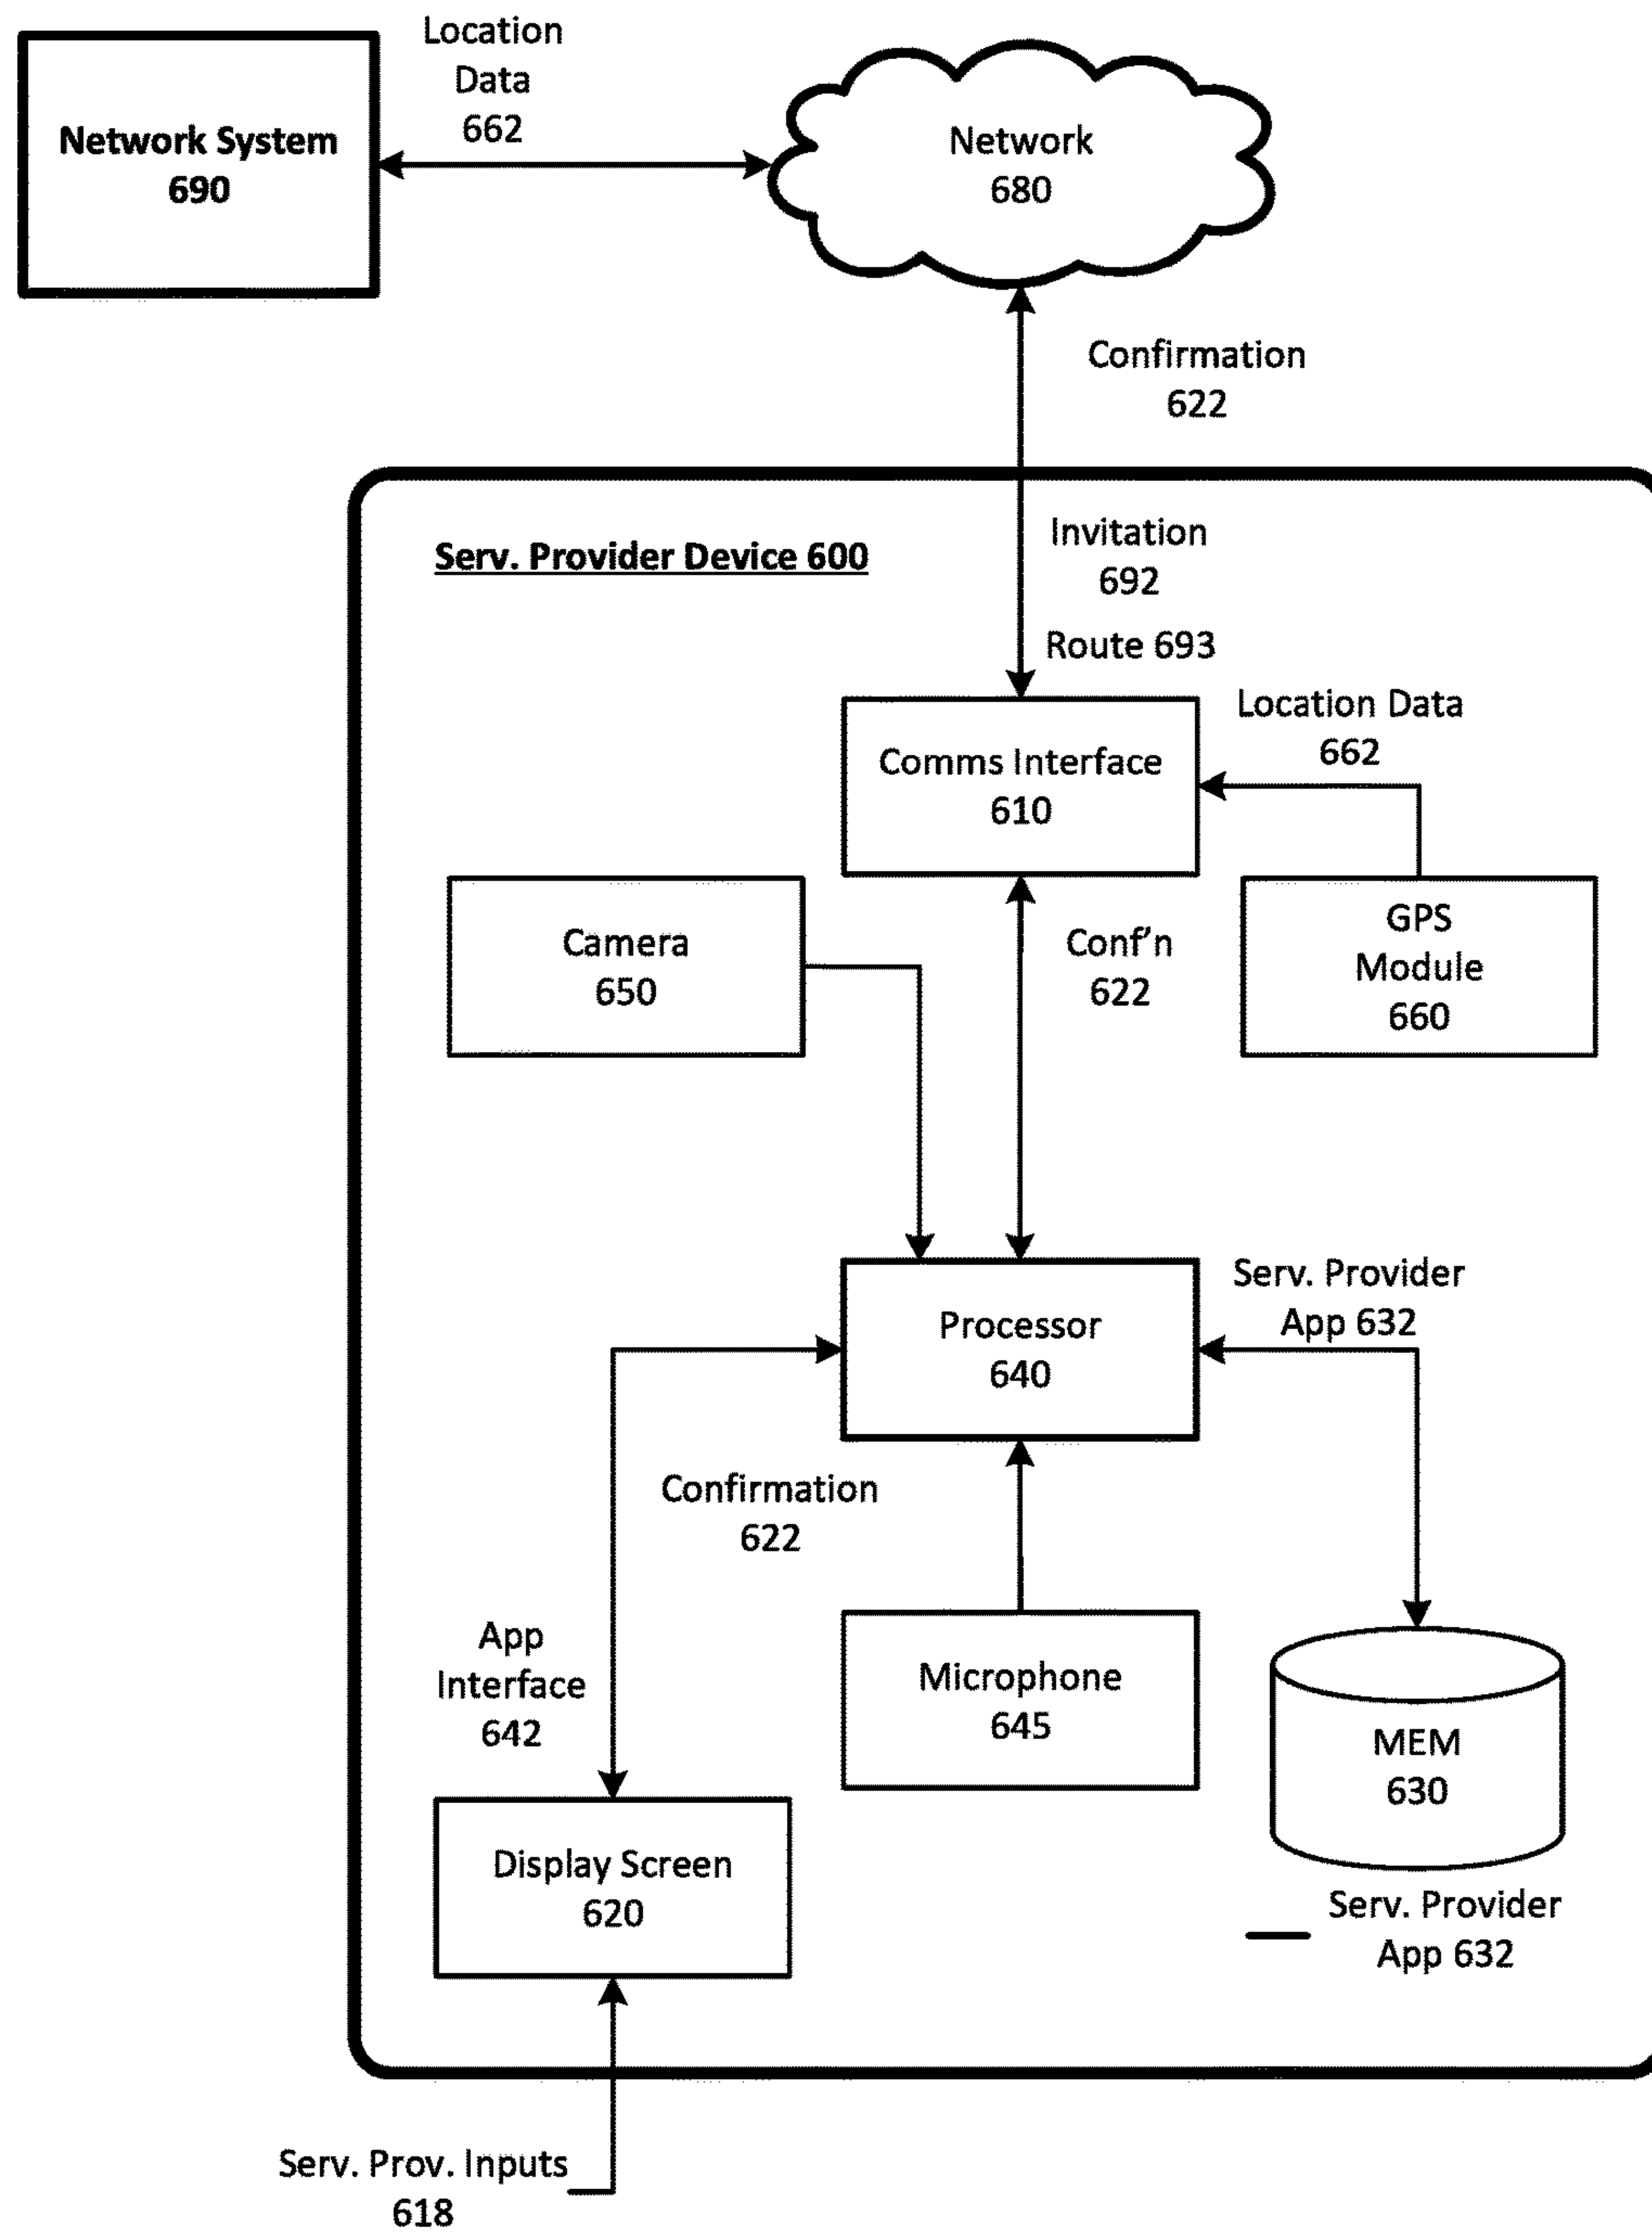 Location
Data
662
Network System
690
Network
680
Confirmation
622
Serv. Provider Device 600
Invitation
692
Route 693
Location Data
662
Comms Interface
610
Camera
650
Conf'n
622
GPS
Module
660
Serv. Provider
App 632
Processor
640
Confirmation
622
App
Interface
642
Microphone
645
MEM
630
Display Screen
620
Serv. Provider
App 632
Serv. Prov. Inputs
618